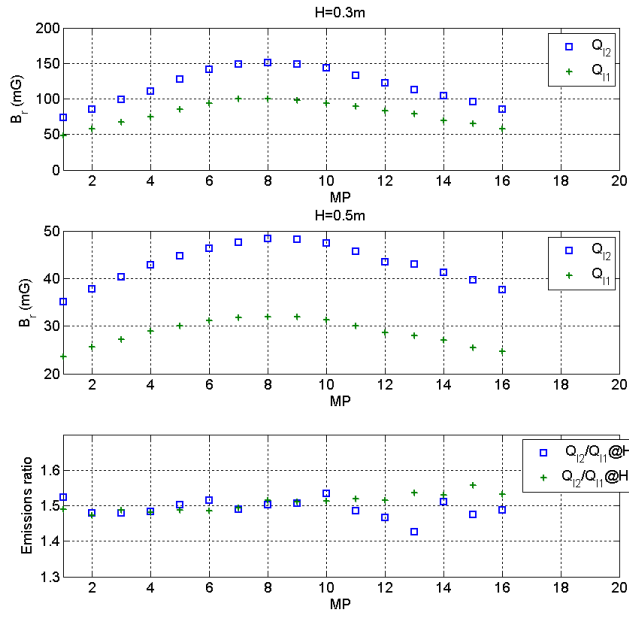 H=0.3m
200
150
100
50
0
B_r (mG)
Q_I2
Q_I1
2 4 6 8 10 12 14 16 18 20
MP
H=0.5m
50
40
30
20
B_r (mG)
Q_I2
Q_I1
2 4 6 8 10 12 14 16 18 20
MP
1.6
1.5
1.4
1.3
Emissions ratio
Q_I2/Q_I1@H
Q_I2/Q_I1@H
2 4 6 8 10 12 14 16 18 20
MP